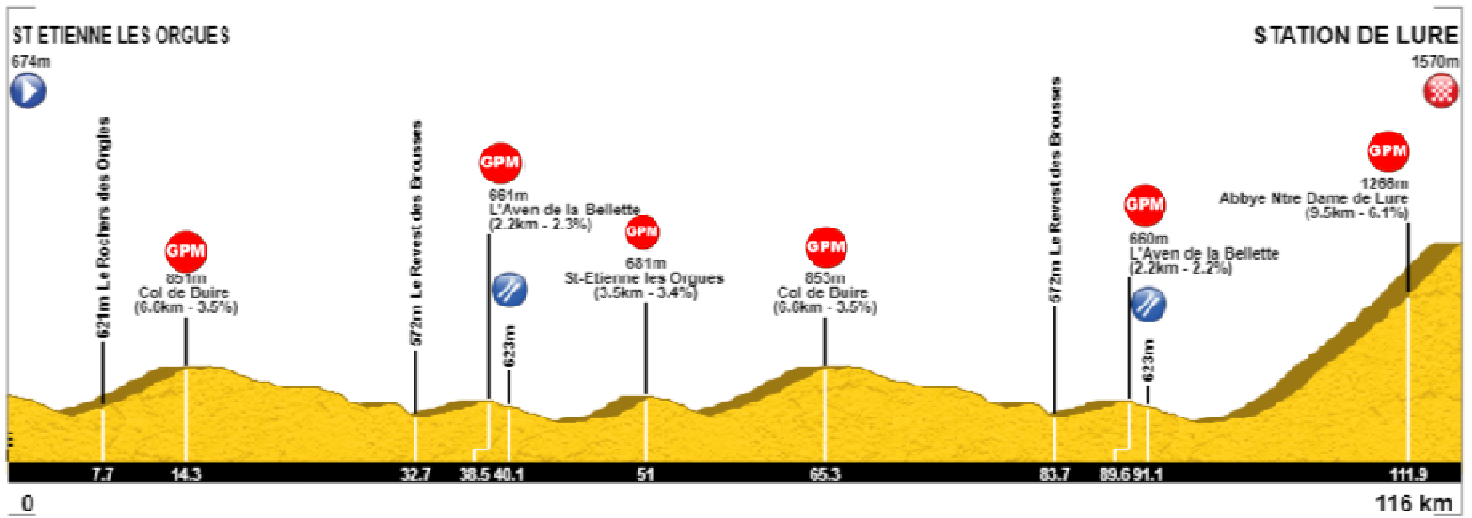 ST ETIENNE LES ORGUES
674m
STATION DE LURE
1570m
621m Le Rochers des Ongles
GPM
851m
Col de Buire
(6.6km - 3.5%)
572m Le Revest des Brousses
GPM
661m
L'Aven de la Bellette
(2.2km - 2.3%)
623m
GPM
681m
St-Etienne les Orgues
(3.5km - 3.4%)
GPM
853m
Col de Buire
(6.6km - 3.5%)
572m Le Revest des Brousses
GPM
660m
L'Aven de la Bellette
(2.2km - 2.2%)
623m
GPM
1268m
Abbye Ntre Dame de Lure
(9.5km - 6.1%)
7.7 14.3 32.7 38.5 40.1 51 65.3 83.7 89.6 91.1 111.9
0 116 km